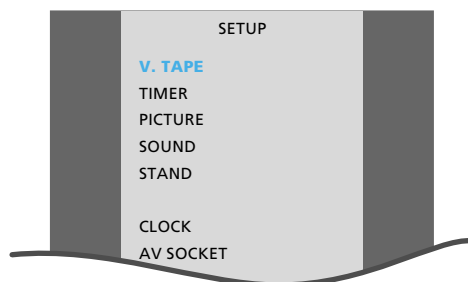 SETUP
V. TAPE
TIMER
PICTURE
SOUND
STAND
CLOCK
AV SOCKET